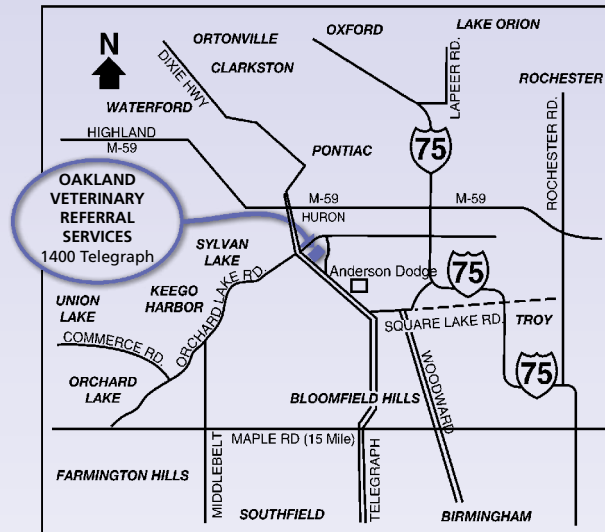 N
ORTONVILLE
OXFORD
LAKE ORION
CLARKSTON
DIXIE HWY
LAPEER RD.
ROCHESTER
WATERFORD
ROCHESTER RD.
HIGHLAND
M-59
PONTIAC
75
OAKLAND
VETERINARY
REFERRAL
SERVICES
1400 Telegraph
M-59
M-59
HURON
SYLVAN
LAKE
Anderson Dodge
75
KEEGO
HARBOR
ORCHARD LAKE RD.
UNION
LAKE
SQUARE LAKE RD.
TROY
COMMERCE RD.
ORCHARD
LAKE
WOODWARD
75
BLOOMFIELD HILLS
MAPLE RD (15 Mile)
MIDDLEBELT
TELEGRAPH
FARMINGTON HILLS
SOUTHFIELD
BIRMINGHAM